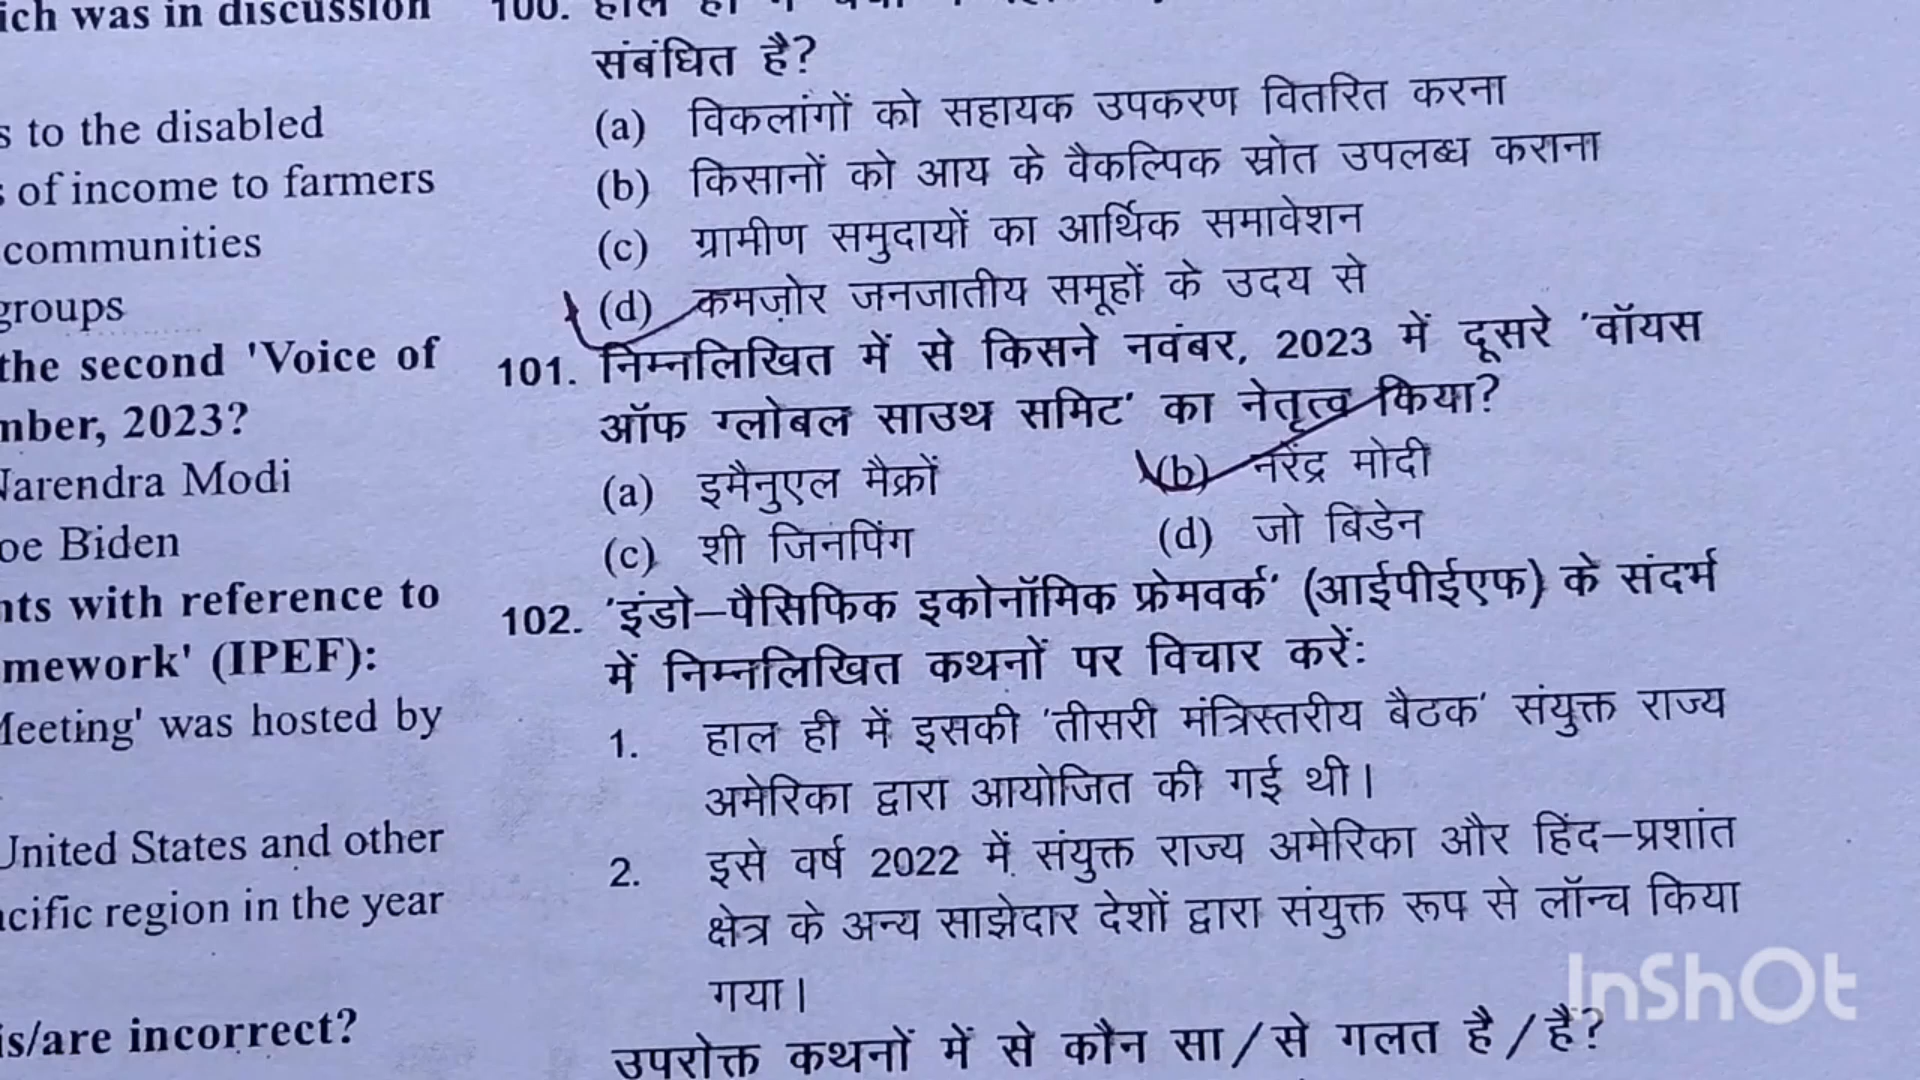 ich was in discussion
s to the disabled
of income to farmers
communities
groups
the second 'Voice of
mber, 2023?
Narendra Modi
oe Biden
nts with reference to
mework' (IPEF):
Meeting' was hosted by
United States and other
acific region in the year
is/are incorrect?
100. हाल ही में
संबंधित है?
(a) विकलांगों को सहायक उपकरण वितरित करना
(b) किसानों को आय के वैकल्पिक स्रोत उपलब्ध कराना
(c) ग्रामीण समुदायों का आर्थिक समावेशन
(d) कमज़ोर जनजातीय समूहों के उदय से
101. निम्नलिखित में से किसने नवंबर, 2023 में दूसरे 'वॉयस
ऑफ ग्लोबल साउथ समिट' का नेतृत्व किया?
(a) इमैनुएल मैक्रों (b) नरेंद्र मोदी
(c) शी जिनपिंग (d) जो बिडेन
102. 'इंडो–पैसिफिक इकोनॉमिक फ्रेमवर्क' (आईपीईएफ) के संदर्भ
में निम्नलिखित कथनों पर विचार करें:
1. हाल ही में इसकी 'तीसरी मंत्रिस्तरीय बैठक' संयुक्त राज्य
अमेरिका द्वारा आयोजित की गई थी।
2. इसे वर्ष 2022 में संयुक्त राज्य अमेरिका और हिंद–प्रशांत
क्षेत्र के अन्य साझेदार देशों द्वारा संयुक्त रूप से लॉन्च किया
गया।
उपरोक्त कथनों में से कौन सा/से गलत है/हैं?
InShOt